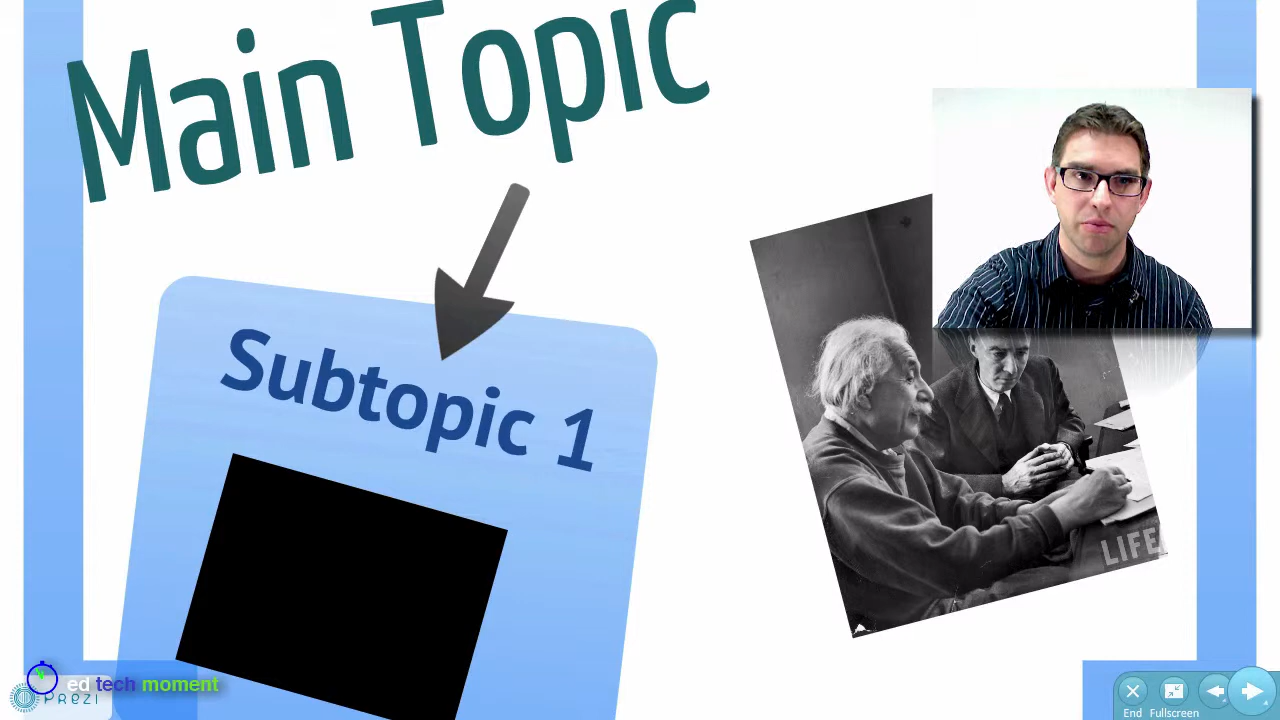 Main Topic
Subtopic 1
LIFE
ed tech moment
PREZI
End Fullscreen